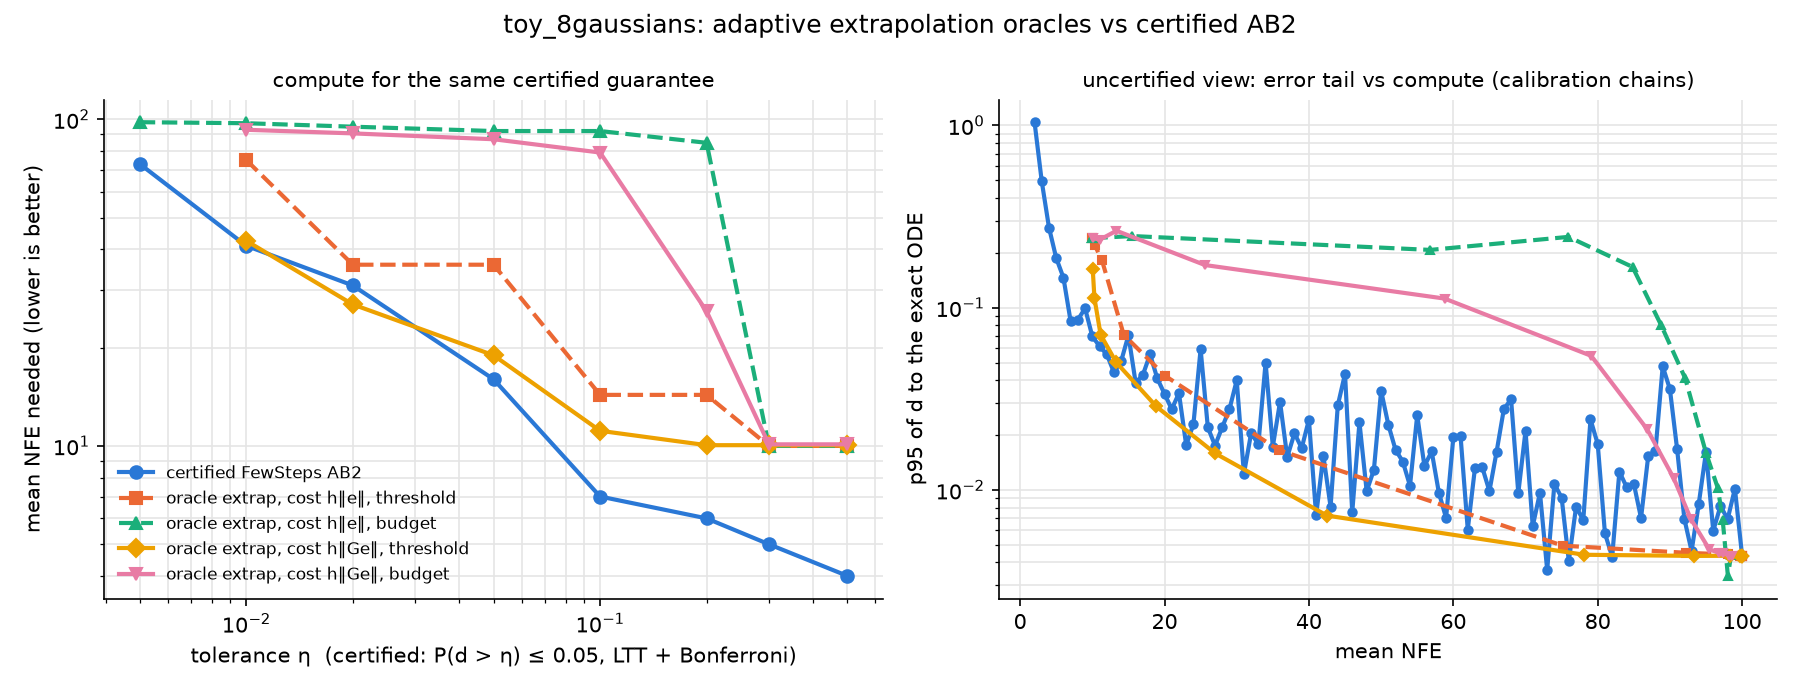 toy_8gaussians: adaptive extrapolation oracles vs certified AB2
compute for the same certified guarantee
mean NFE needed (lower is better)
10²
10¹
10⁻²
10⁻¹
tolerance η (certified: P(d > η) ≤ 0.05, LTT + Bonferroni)
certified FewSteps AB2
oracle extrap, cost h‖e‖, threshold
oracle extrap, cost h‖e‖, budget
oracle extrap, cost h‖Ge‖, threshold
oracle extrap, cost h‖Ge‖, budget
uncertified view: error tail vs compute (calibration chains)
p95 of d to the exact ODE
10⁰
10⁻¹
10⁻²
0 20 40 60 80 100
mean NFE